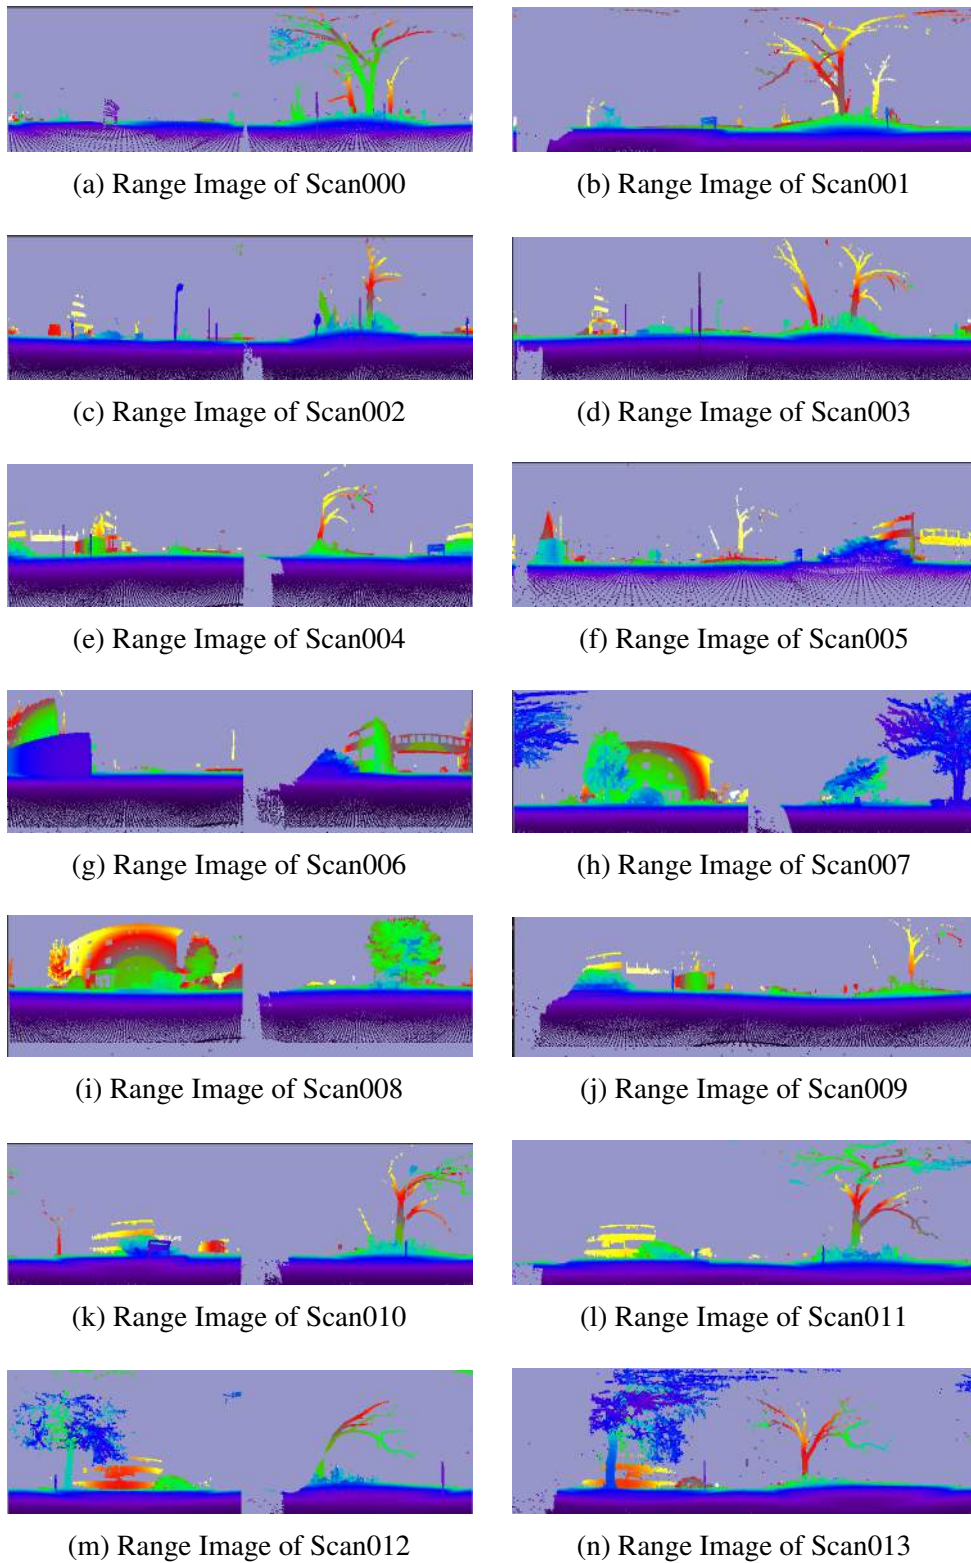 (a) Range Image of Scan000
(b) Range Image of Scan001
(c) Range Image of Scan002
(d) Range Image of Scan003
(e) Range Image of Scan004
(f) Range Image of Scan005
(g) Range Image of Scan006
(h) Range Image of Scan007
(i) Range Image of Scan008
(j) Range Image of Scan009
(k) Range Image of Scan010
(l) Range Image of Scan011
(m) Range Image of Scan012
(n) Range Image of Scan013